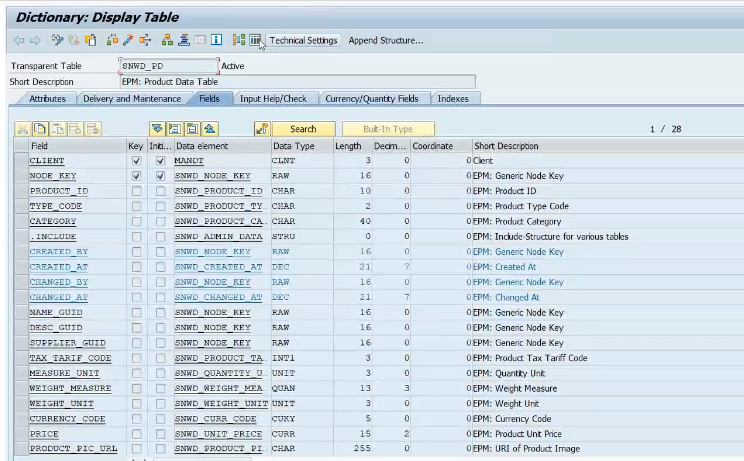 Dictionary: Display Table
Technical Settings Append Structure...
Transparent Table SNWD_PD Active
Short Description EPM: Product Data Table
Attributes Delivery and Maintenance Fields Input Help/Check Currency/Quantity Fields Indexes
Search Built-In Type 1 / 28
Field Key Initi... Data element Data Type Length Decim... Coordinate Short Description
CLIENT MANDT CLNT 3 0 Client
NODE_KEY SNWD_NODE_KEY RAW 16 0 0 EPM: Generic Node Key
PRODUCT_ID SNWD_PRODUCT_ID CHAR 10 0 0 EPM: Product ID
TYPE_CODE SNWD_PRODUCT_TY… CHAR 2 0 0 EPM: Product Type Code
CATEGORY SNWD_PRODUCT_CA… CHAR 40 0 0 EPM: Product Category
.INCLUDE SNWD_ADMIN_DATA STRU 0 0 0 EPM: Include-Structure for various tables
CREATED_BY SNWD_NODE_KEY RAW 16 0 0 EPM: Generic Node Key
CREATED_AT SNWD_CREATED_AT DEC 21 7 0 EPM: Created At
CHANGED_BY SNWD_NODE_KEY RAW 16 0 0 EPM: Generic Node Key
CHANGED_AT SNWD_CHANGED_AT DEC 21 7 0 EPM: Changed At
NAME_GUID SNWD_NODE_KEY RAW 16 0 0 EPM: Generic Node Key
DESC_GUID SNWD_NODE_KEY RAW 16 0 0 EPM: Generic Node Key
SUPPLIER_GUID SNWD_NODE_KEY RAW 16 0 0 EPM: Generic Node Key
TAX_TARIF_CODE SNWD_PRODUCT_TA… INT1 3 0 0 EPM: Product Tax Tariff Code
MEASURE_UNIT SNWD_QUANTITY_U… UNIT 3 0 0 EPM: Quantity Unit
WEIGHT_MEASURE SNWD_WEIGHT_MEA… QUAN 13 3 0 EPM: Weight Measure
WEIGHT_UNIT SNWD_WEIGHT_UNIT UNIT 3 0 0 EPM: Weight Unit
CURRENCY_CODE SNWD_CURR_CODE CUKY 5 0 0 EPM: Currency Code
PRICE SNWD_UNIT_PRICE CURR 15 2 0 EPM: Product Unit Price
PRODUCT_PIC_URL SNWD_PRODUCT_PI… CHAR 255 0 0 EPM: URI of Product Image